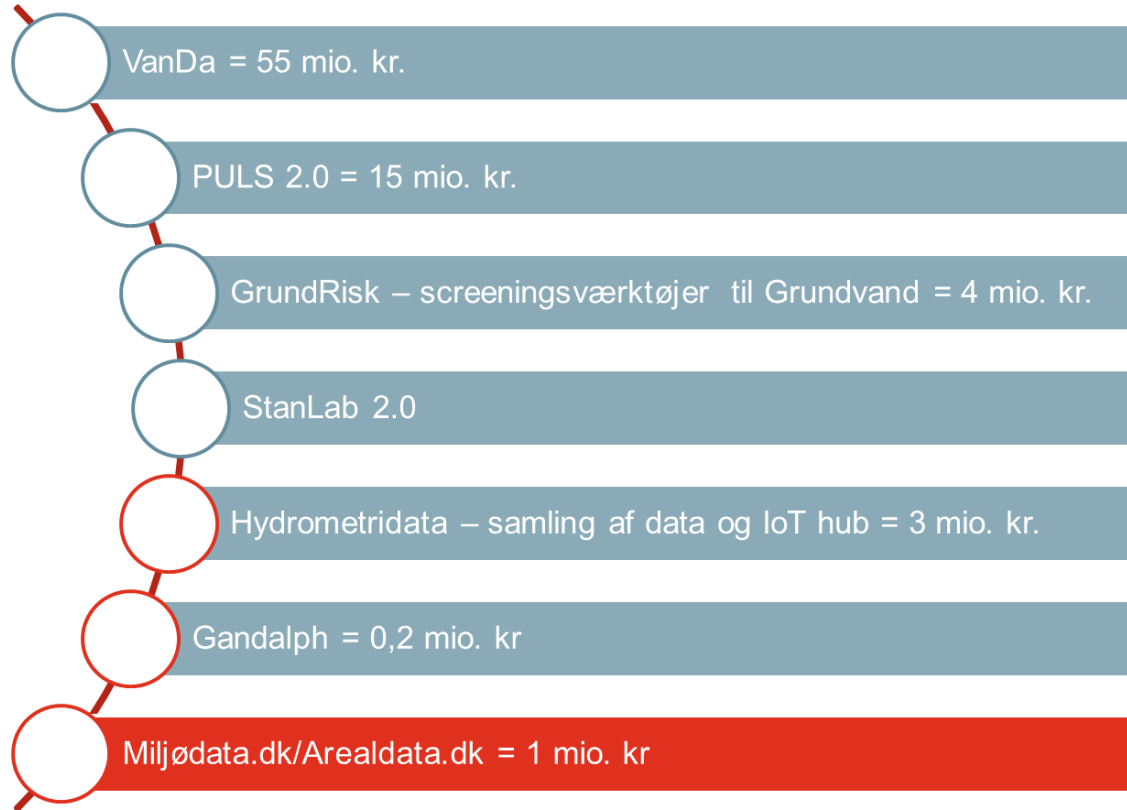 VanDa = 55 mio. kr.
PULS 2.0 = 15 mio. kr.
GrundRisk – screeningsværktøjer til Grundvand = 4 mio. kr.
StanLab 2.0
Hydrometridata – samling af data og IoT hub = 3 mio. kr.
Gandalph = 0,2 mio. kr
Miljødata.dk/Arealdata.dk = 1 mio. kr